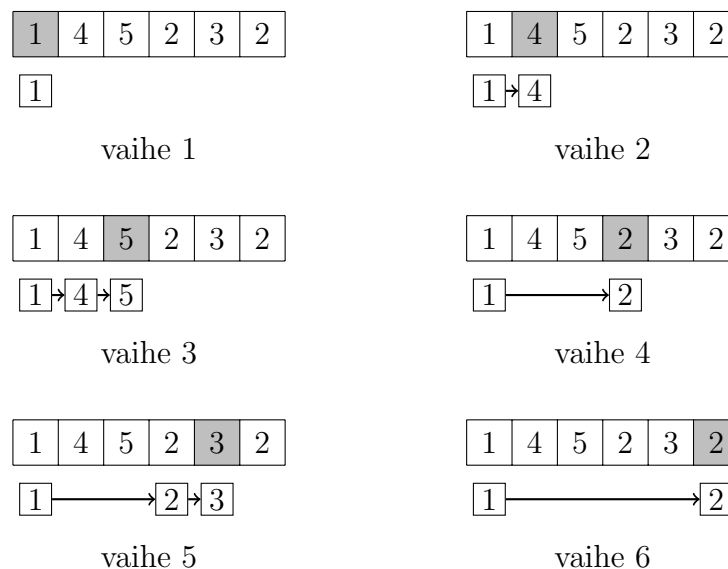 1 4 5 2 3 2
1
vaihe 1
1 4 5 2 3 2
1 4
vaihe 2
1 4 5 2 3 2
1 4 5
vaihe 3
1 4 5 2 3 2
1 2
vaihe 4
1 4 5 2 3 2
1 2 3
vaihe 5
1 4 5 2 3 2
1 2
vaihe 6